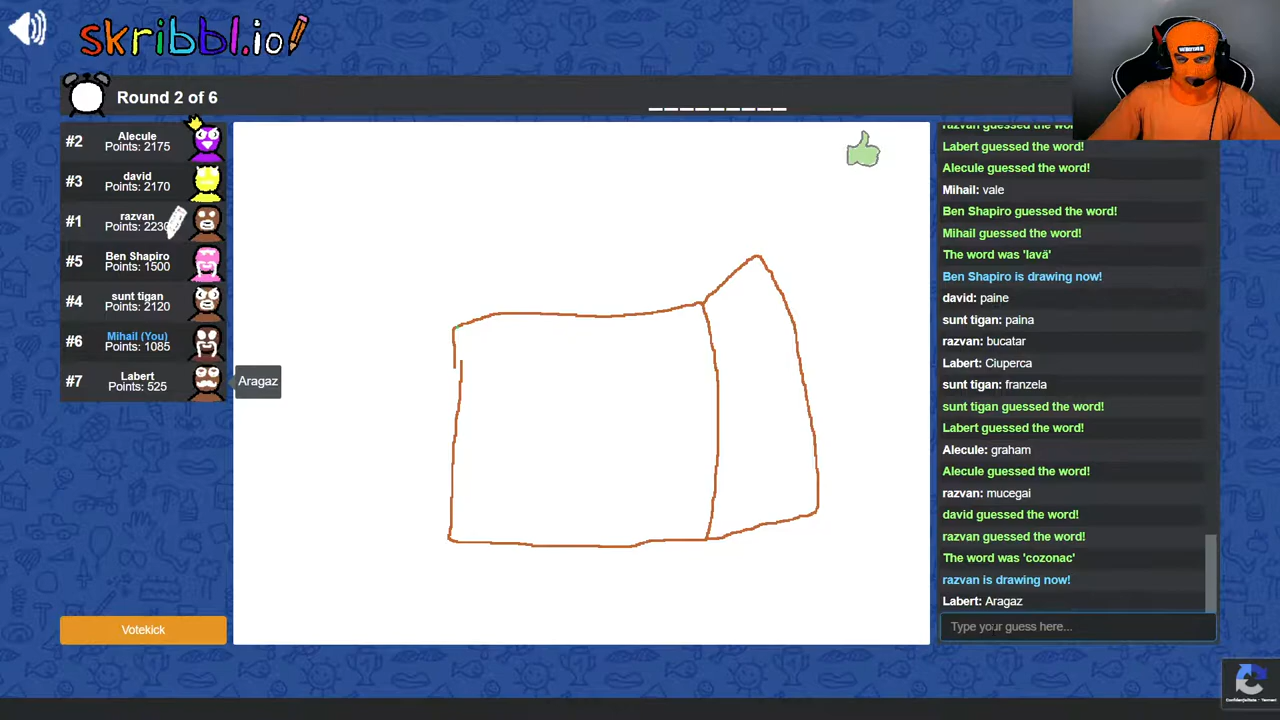 skribbl.io
Round 2 of 6
_ _ _ _ _ _ _ _ _
#2 Alecule
Points: 2175
#3 david
Points: 2170
#1 razvan
Points: 2230
#5 Ben Shapiro
Points: 1500
#4 sunt tigan
Points: 2120
#6 Mihail (You)
Points: 1085
#7 Labert
Points: 525
Aragaz
Votekick
razvan guessed the word!
Labert guessed the word!
Alecule guessed the word!
Mihail: vale
Ben Shapiro guessed the word!
Mihail guessed the word!
The word was 'lavă'
Ben Shapiro is drawing now!
david: paine
sunt tigan: paina
razvan: bucatar
Labert: Ciuperca
sunt tigan: franzela
sunt tigan guessed the word!
Labert guessed the word!
Alecule: graham
Alecule guessed the word!
razvan: mucegai
david guessed the word!
razvan guessed the word!
The word was 'cozonac'
razvan is drawing now!
Labert: Aragaz
Type your guess here...